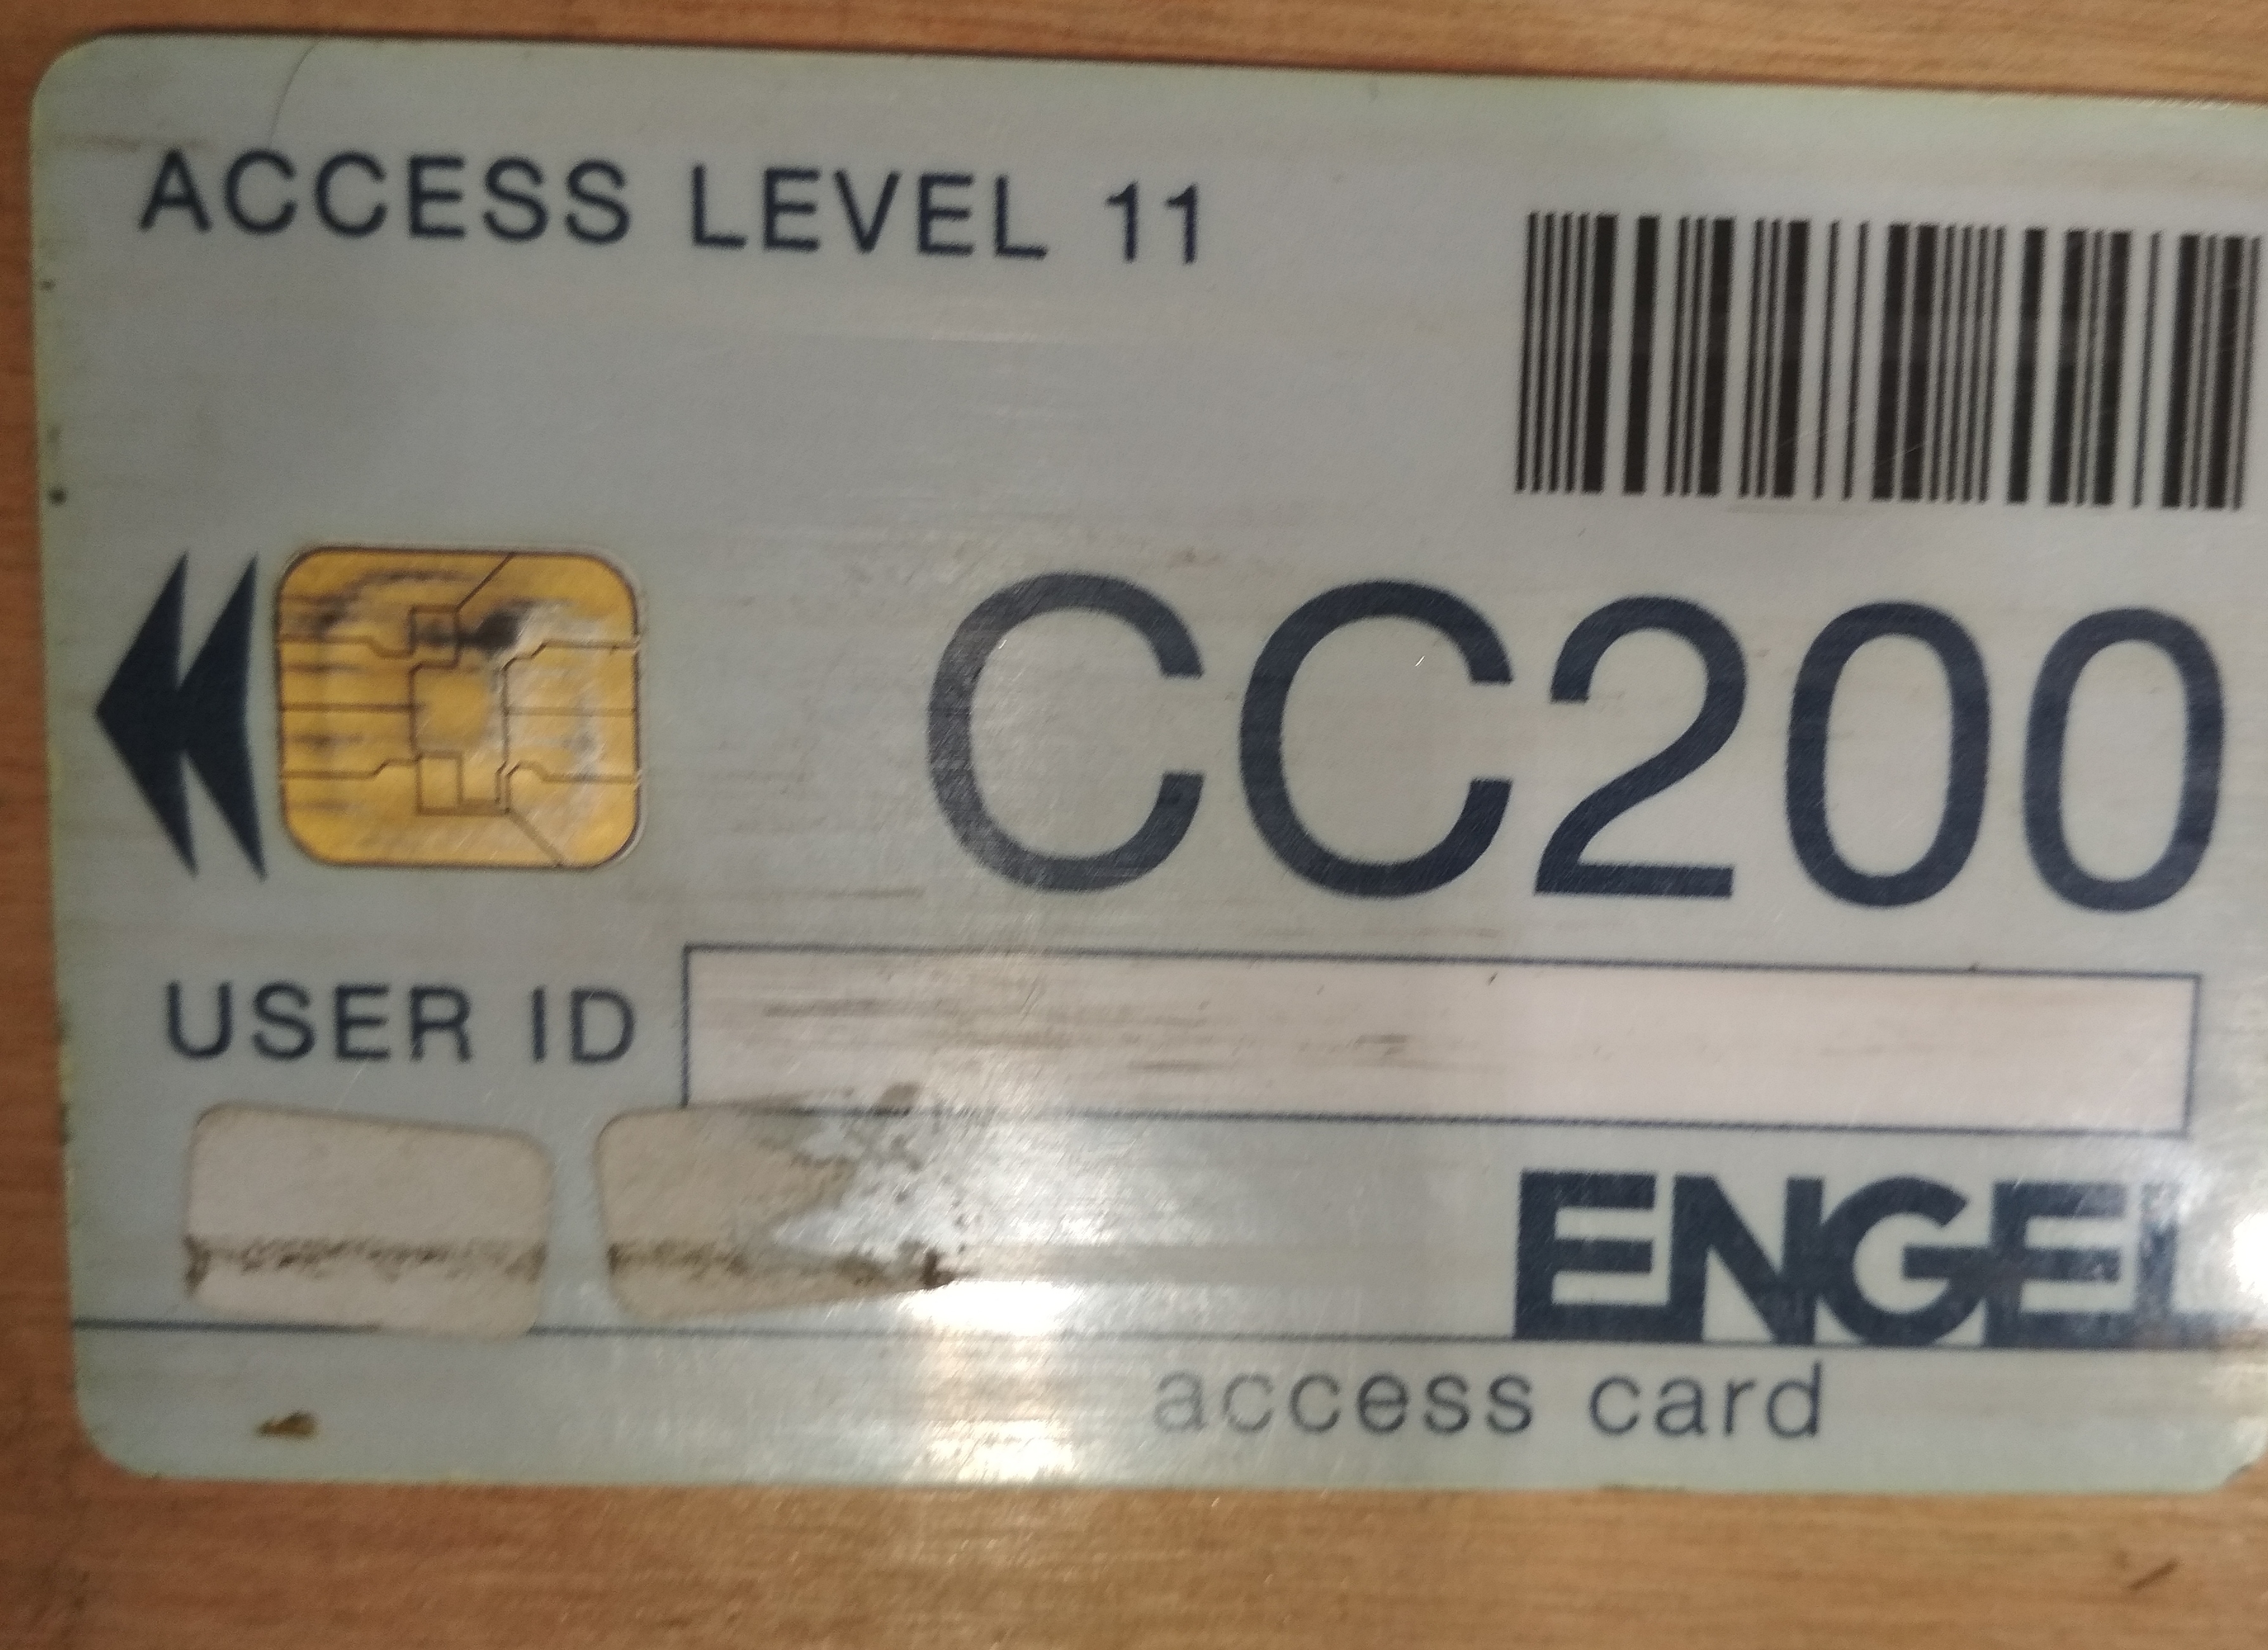 ACCESS LEVEL 11
CC200
USER ID
ENGEL
access card